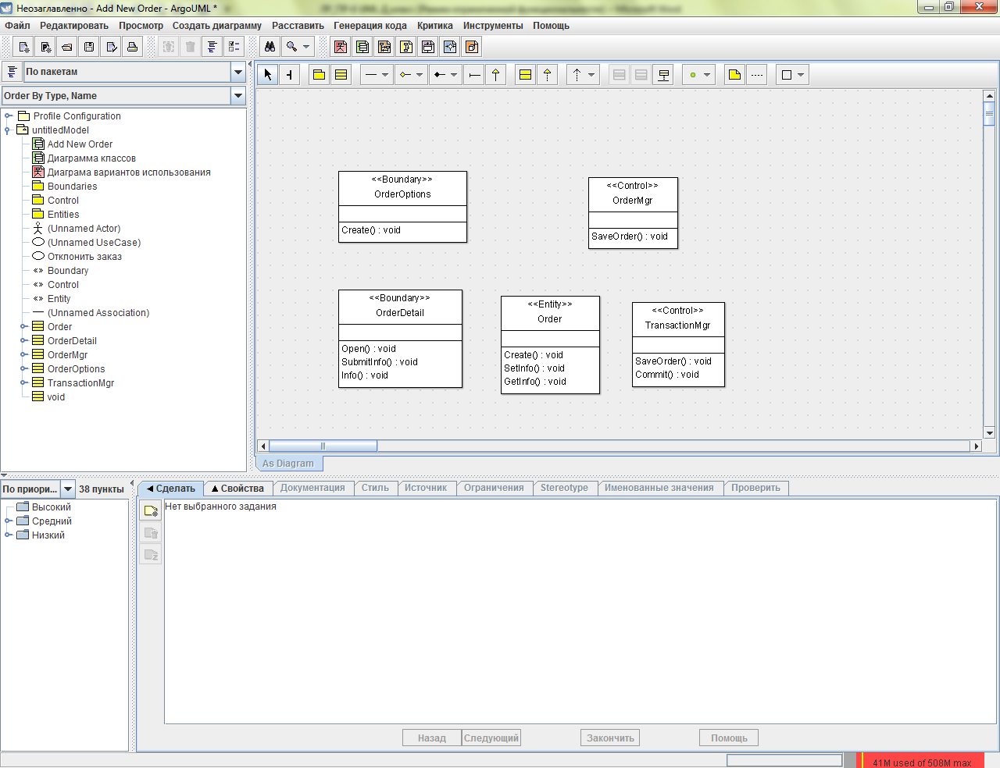 Неозаглавленно - Add New Order - ArgoUML *
Файл Редактировать Просмотр Создать диаграмму Расставить Генерация кода Критика Инструменты Помощь
По пакетам
Order By Type, Name
Profile Configuration
untitledModel
Add New Order
Диаграмма классов
Диаграма вариантов использования
Boundaries
Control
Entities
(Unnamed Actor)
(Unnamed UseCase)
Отклонить заказ
«» Boundary
«» Control
«» Entity
(Unnamed Association)
Order
OrderDetail
OrderMgr
OrderOptions
TransactionMgr
void
<<Boundary>>
OrderOptions
Create() : void
<<Control>>
OrderMgr
SaveOrder() : void
<<Boundary>>
OrderDetail
Open() : void
SubmitInfo() : void
Info() : void
<<Entity>>
Order
Create() : void
SetInfo() : void
GetInfo() : void
<<Control>>
TransactionMgr
SaveOrder() : void
Commit() : void
As Diagram
По приори... 38 пункты
Высокий
Средний
Низкий
Сделать Свойства Документация Стиль Источник Ограничения Stereotype Именованные значения Проверить
Нет выбранного задания
Назад Следующий Закончить Помощь
41M used of 508M max